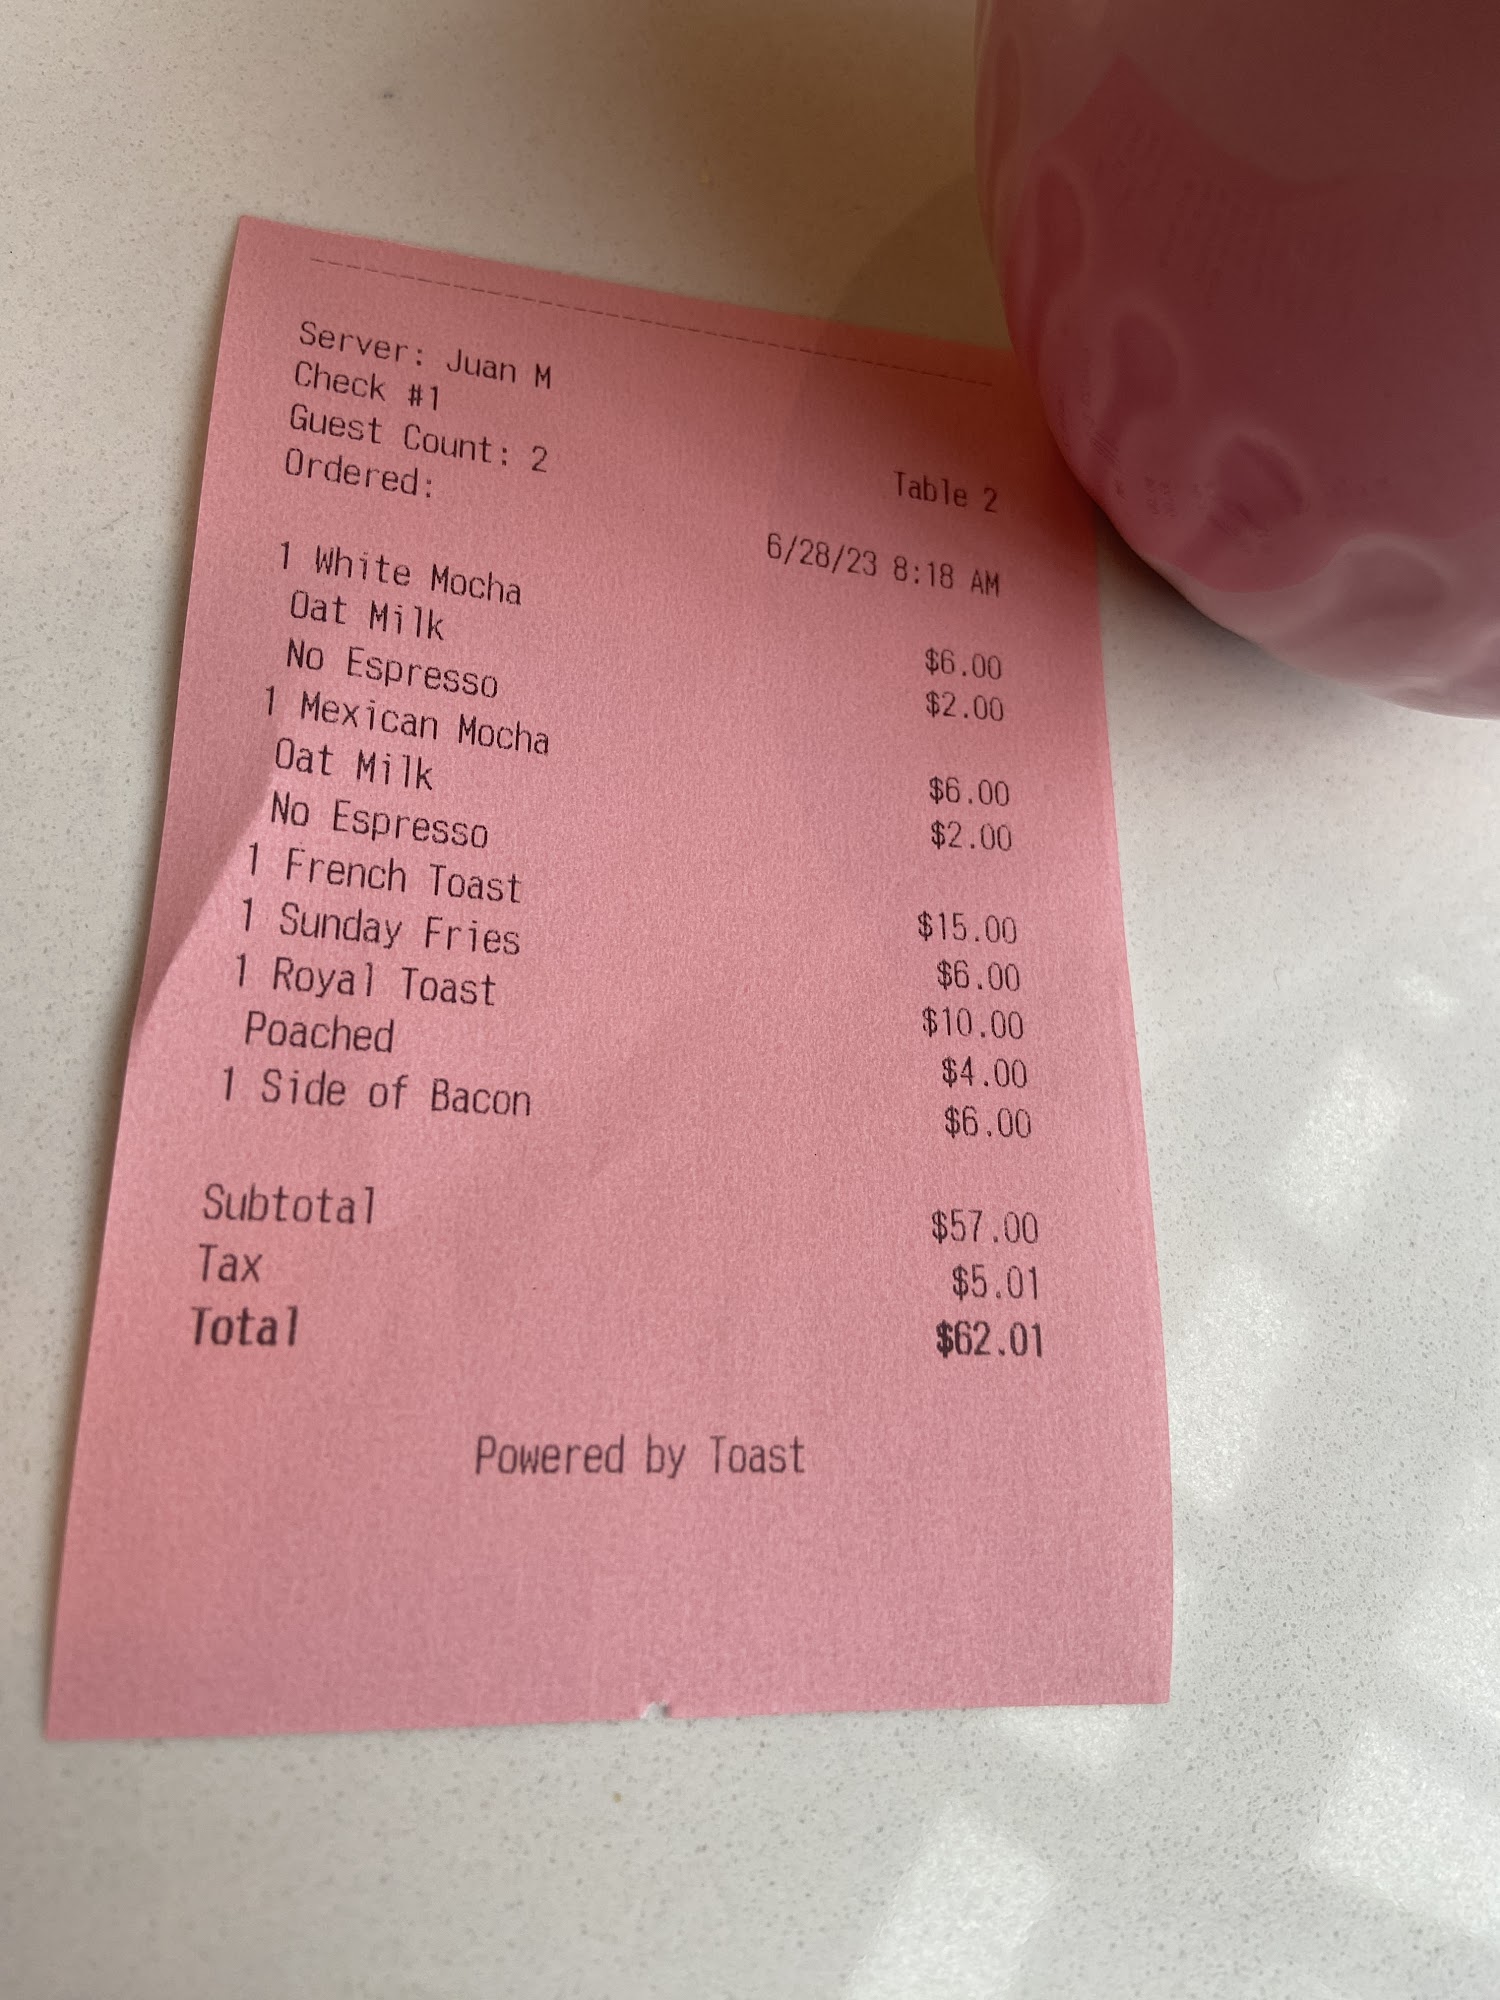 Server: Juan M
Check #1
Guest Count: 2 Table 2
Ordered: 6/28/23 8:18 AM
1 White Mocha $6.00
Oat Milk $2.00
No Espresso
1 Mexican Mocha $6.00
Oat Milk $2.00
No Espresso
1 French Toast $15.00
1 Sunday Fries $6.00
1 Royal Toast $10.00
Poached $4.00
1 Side of Bacon $6.00
Subtotal $57.00
Tax $5.01
Total $62.01
Powered by Toast